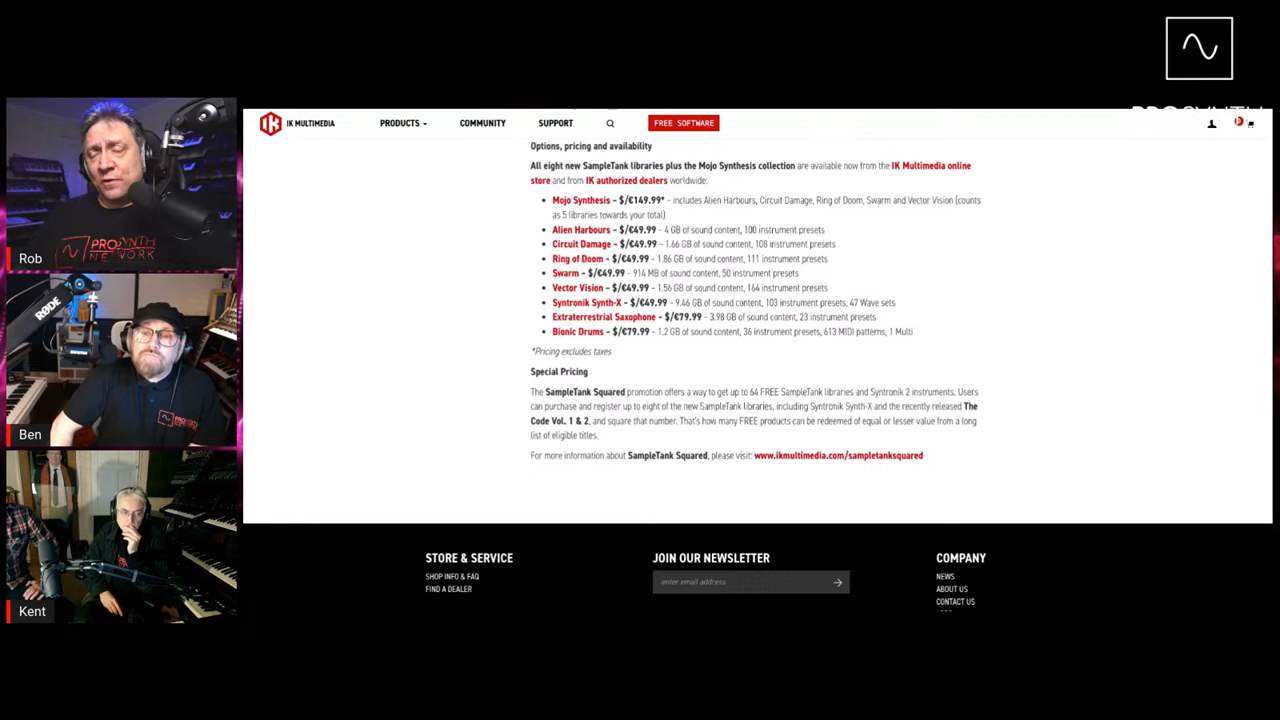 PRO SYNTH
IK MULTIMEDIA
PRODUCTS
COMMUNITY
SUPPORT
FREE SOFTWARE
Options, pricing and availability
All eight new SampleTank libraries plus the Mojo Synthesis collection are available now from the IK Multimedia online
store and from IK authorized dealers worldwide:
• Mojo Synthesis – $/€149.99* – includes Alien Harbours, Circuit Damage, Ring of Doom, Swarm and Vector Vision (counts
as 5 libraries towards your total)
• Alien Harbours – $/€49.99 – 4 GB of sound content, 100 instrument presets
• Circuit Damage – $/€49.99 – 1.66 GB of sound content, 108 instrument presets
• Ring of Doom – $/€49.99 – 1.86 GB of sound content, 111 instrument presets
• Swarm – $/€49.99 – 914 MB of sound content, 50 instrument presets
• Vector Vision – $/€49.99 – 1.56 GB of sound content, 164 instrument presets
• Syntronik Synth-X – $/€49.99 – 9.46 GB of sound content, 103 instrument presets, 47 Wave sets
• Extraterrestrial Saxophone – $/€79.99 – 3.98 GB of sound content, 23 instrument presets
• Bionic Drums – $/€79.99 – 1.2 GB of sound content, 36 instrument presets, 613 MIDI patterns, 1 Multi
*Pricing excludes taxes
Special Pricing
The SampleTank Squared promotion offers a way to get up to 64 FREE SampleTank libraries and Syntronik 2 instruments. Users
can purchase and register up to eight of the new SampleTank libraries, including Syntronik Synth-X and the recently released The
Code Vol. 1 & 2, and square that number. That's how many FREE products can be redeemed of equal or lesser value from a long
list of eligible titles.
For more information about SampleTank Squared, please visit: www.ikmultimedia.com/sampletanksquared
STORE & SERVICE
SHOP INFO & FAQ
FIND A DEALER
JOIN OUR NEWSLETTER
enter email address
COMPANY
NEWS
ABOUT US
CONTACT US
PROSYNTH
NETWORK
Rob
RØDE
Ben
Kent